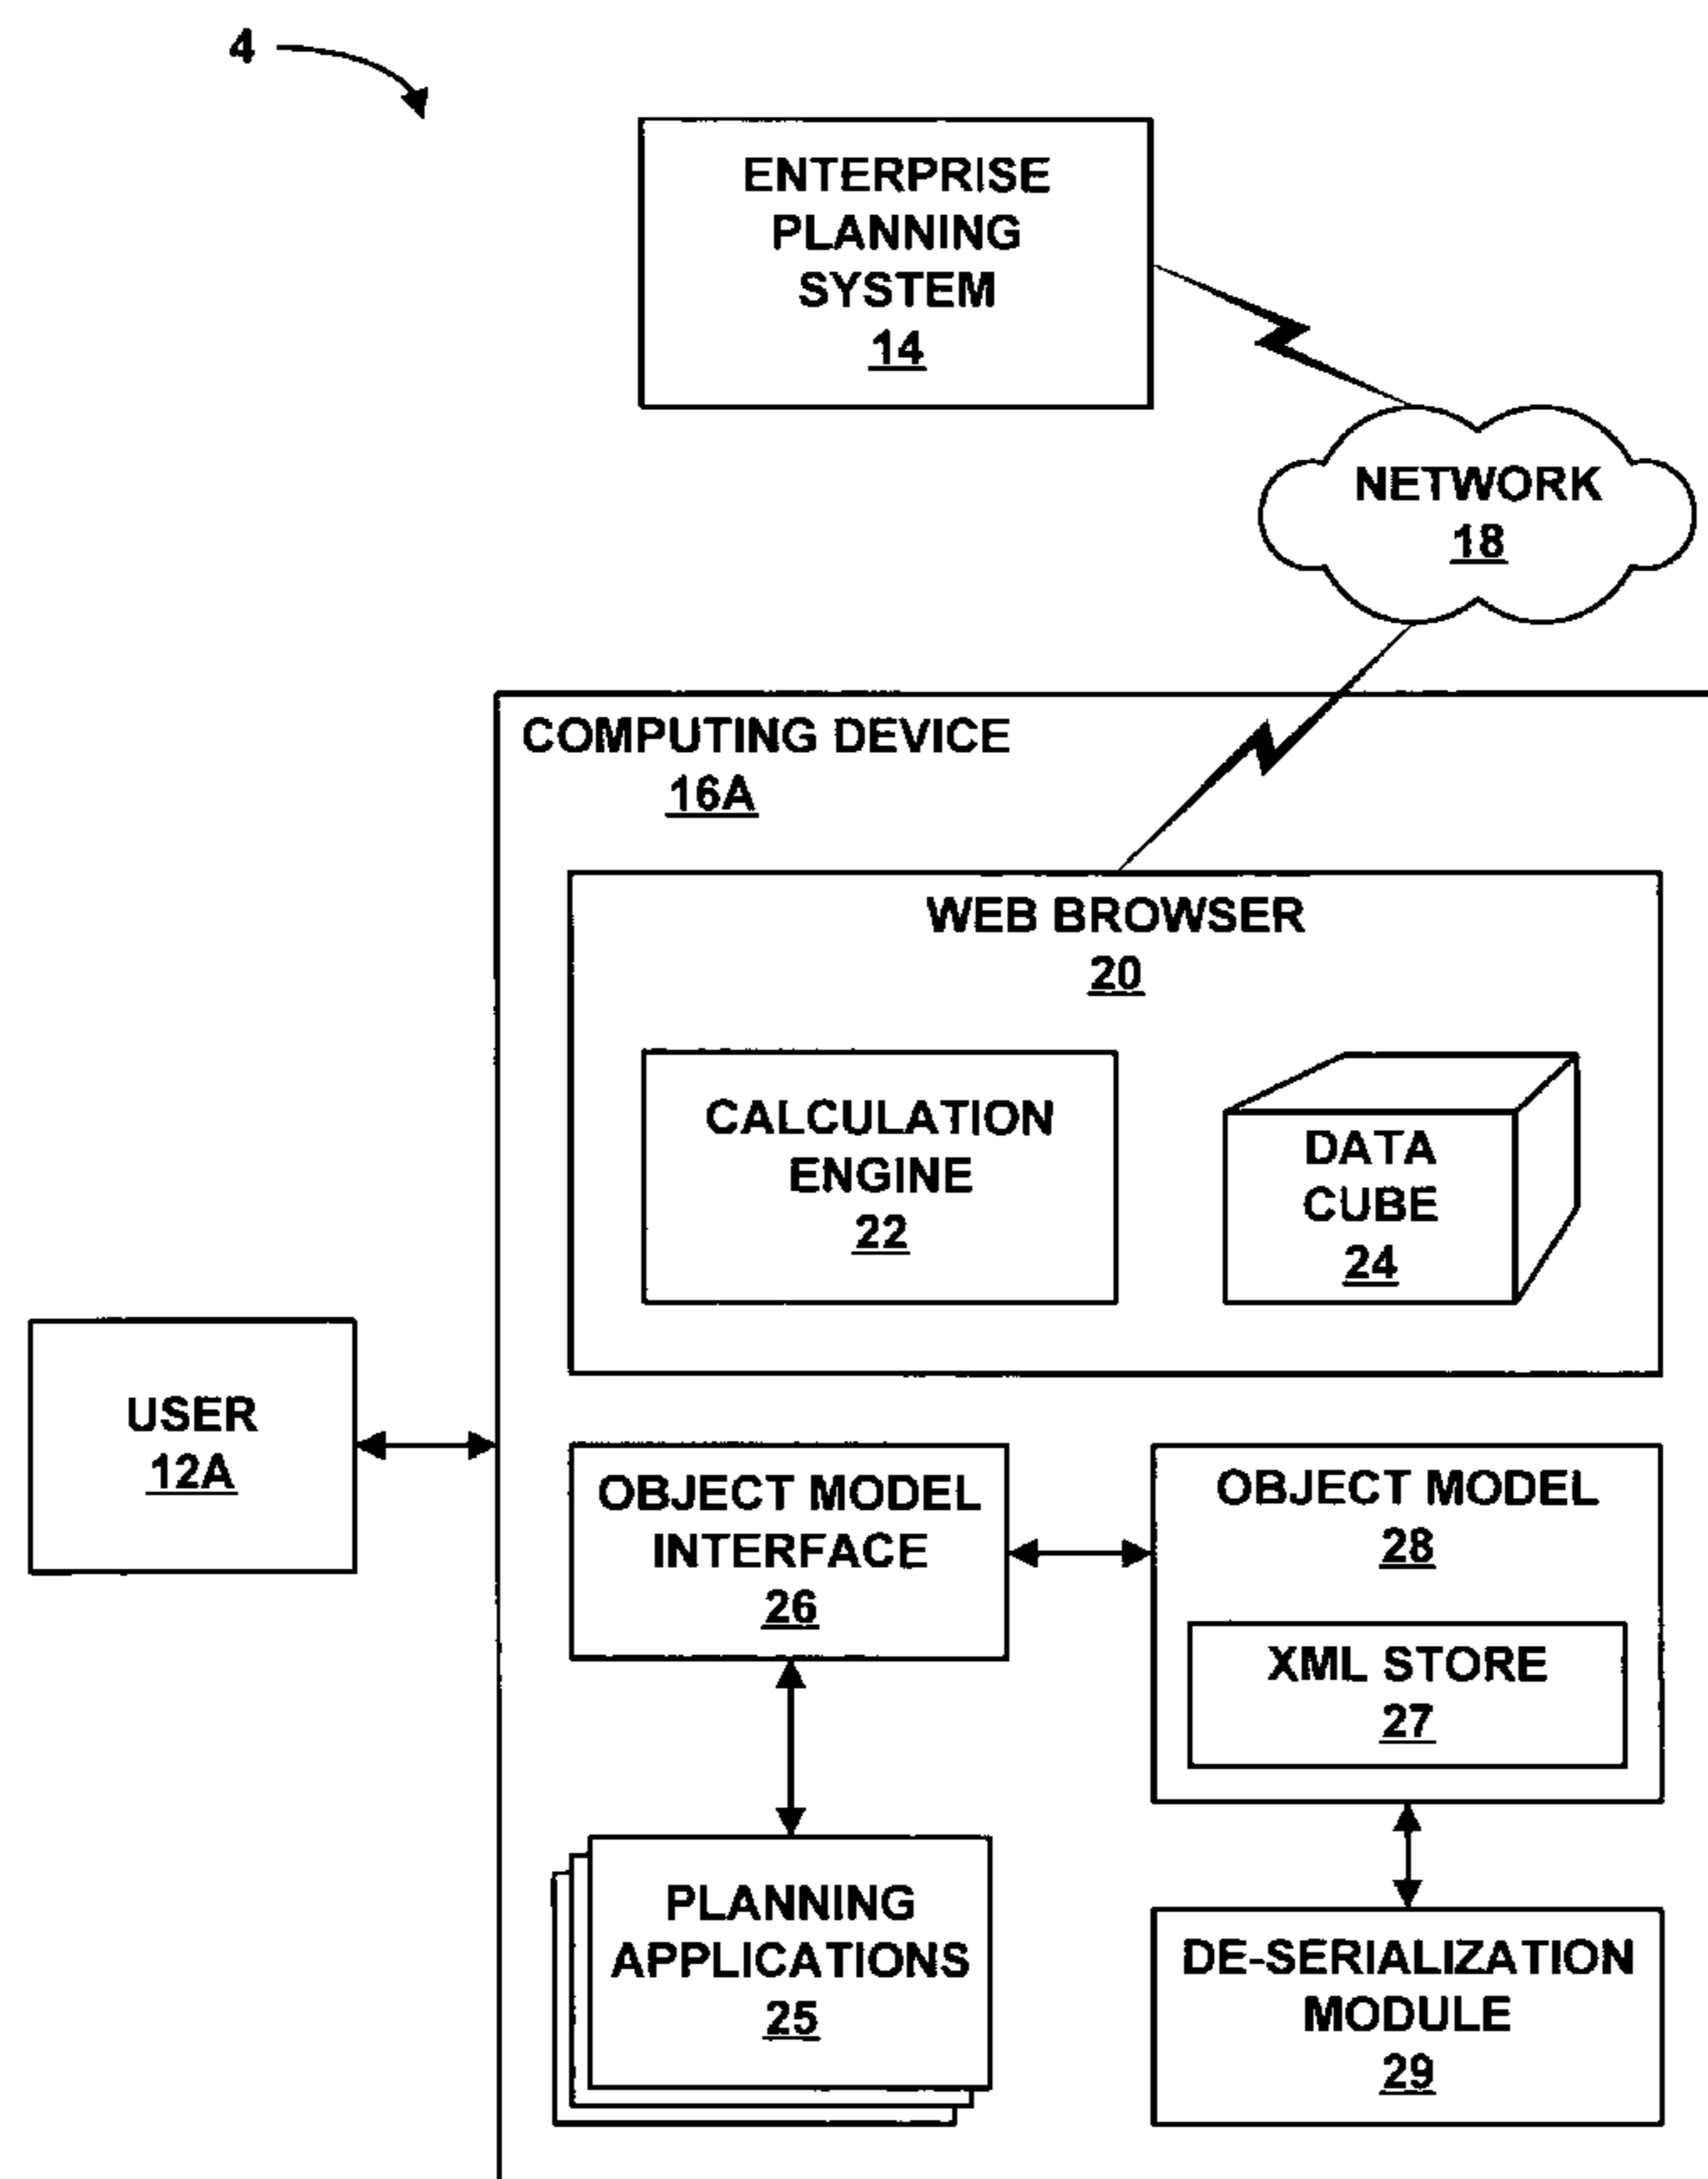 4
ENTERPRISE
PLANNING
SYSTEM
14
NETWORK
18
COMPUTING DEVICE
16A
WEB BROWSER
20
CALCULATION
ENGINE
22
DATA
CUBE
24
USER
12A
OBJECT MODEL
INTERFACE
26
OBJECT MODEL
28
XML STORE
27
PLANNING
APPLICATIONS
25
DE-SERIALIZATION
MODULE
29